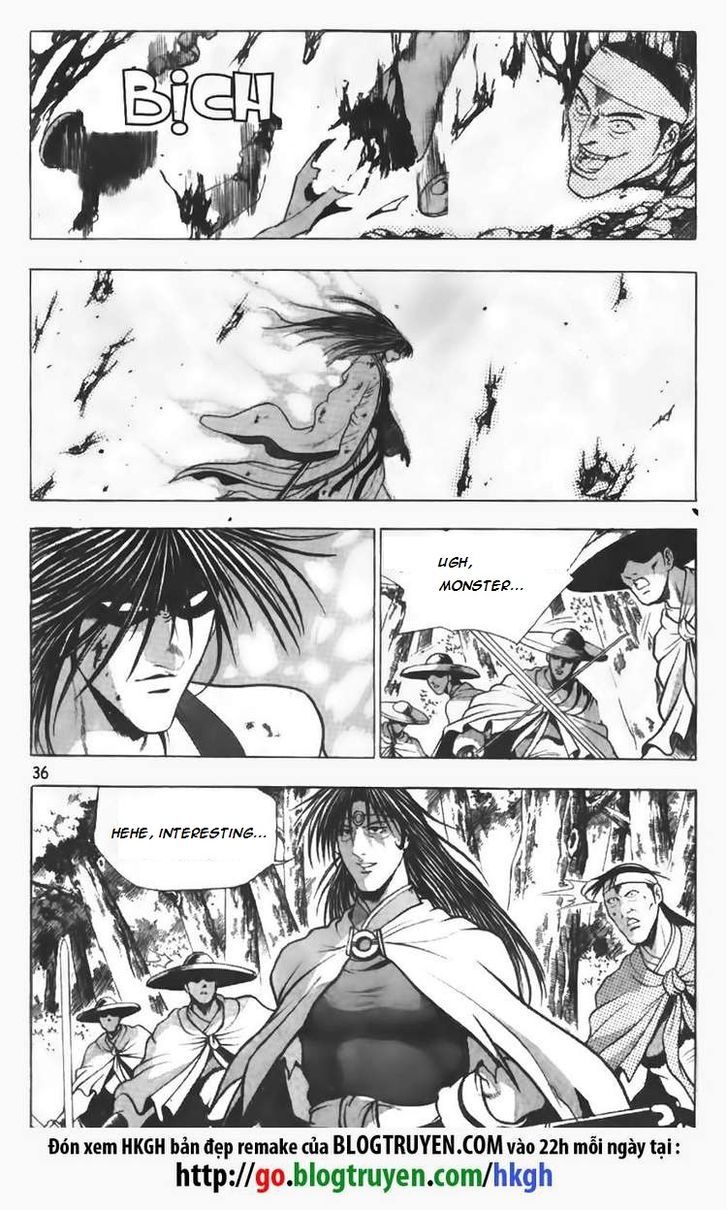 BỊCH
UGH,
MONSTER...
36
HEHE, INTERESTING...
Đón xem HKGH bản đẹp remake của BLOGTRUYEN.COM vào 22h mỗi ngày tại :
http://go.blogtruyen.com/hkgh